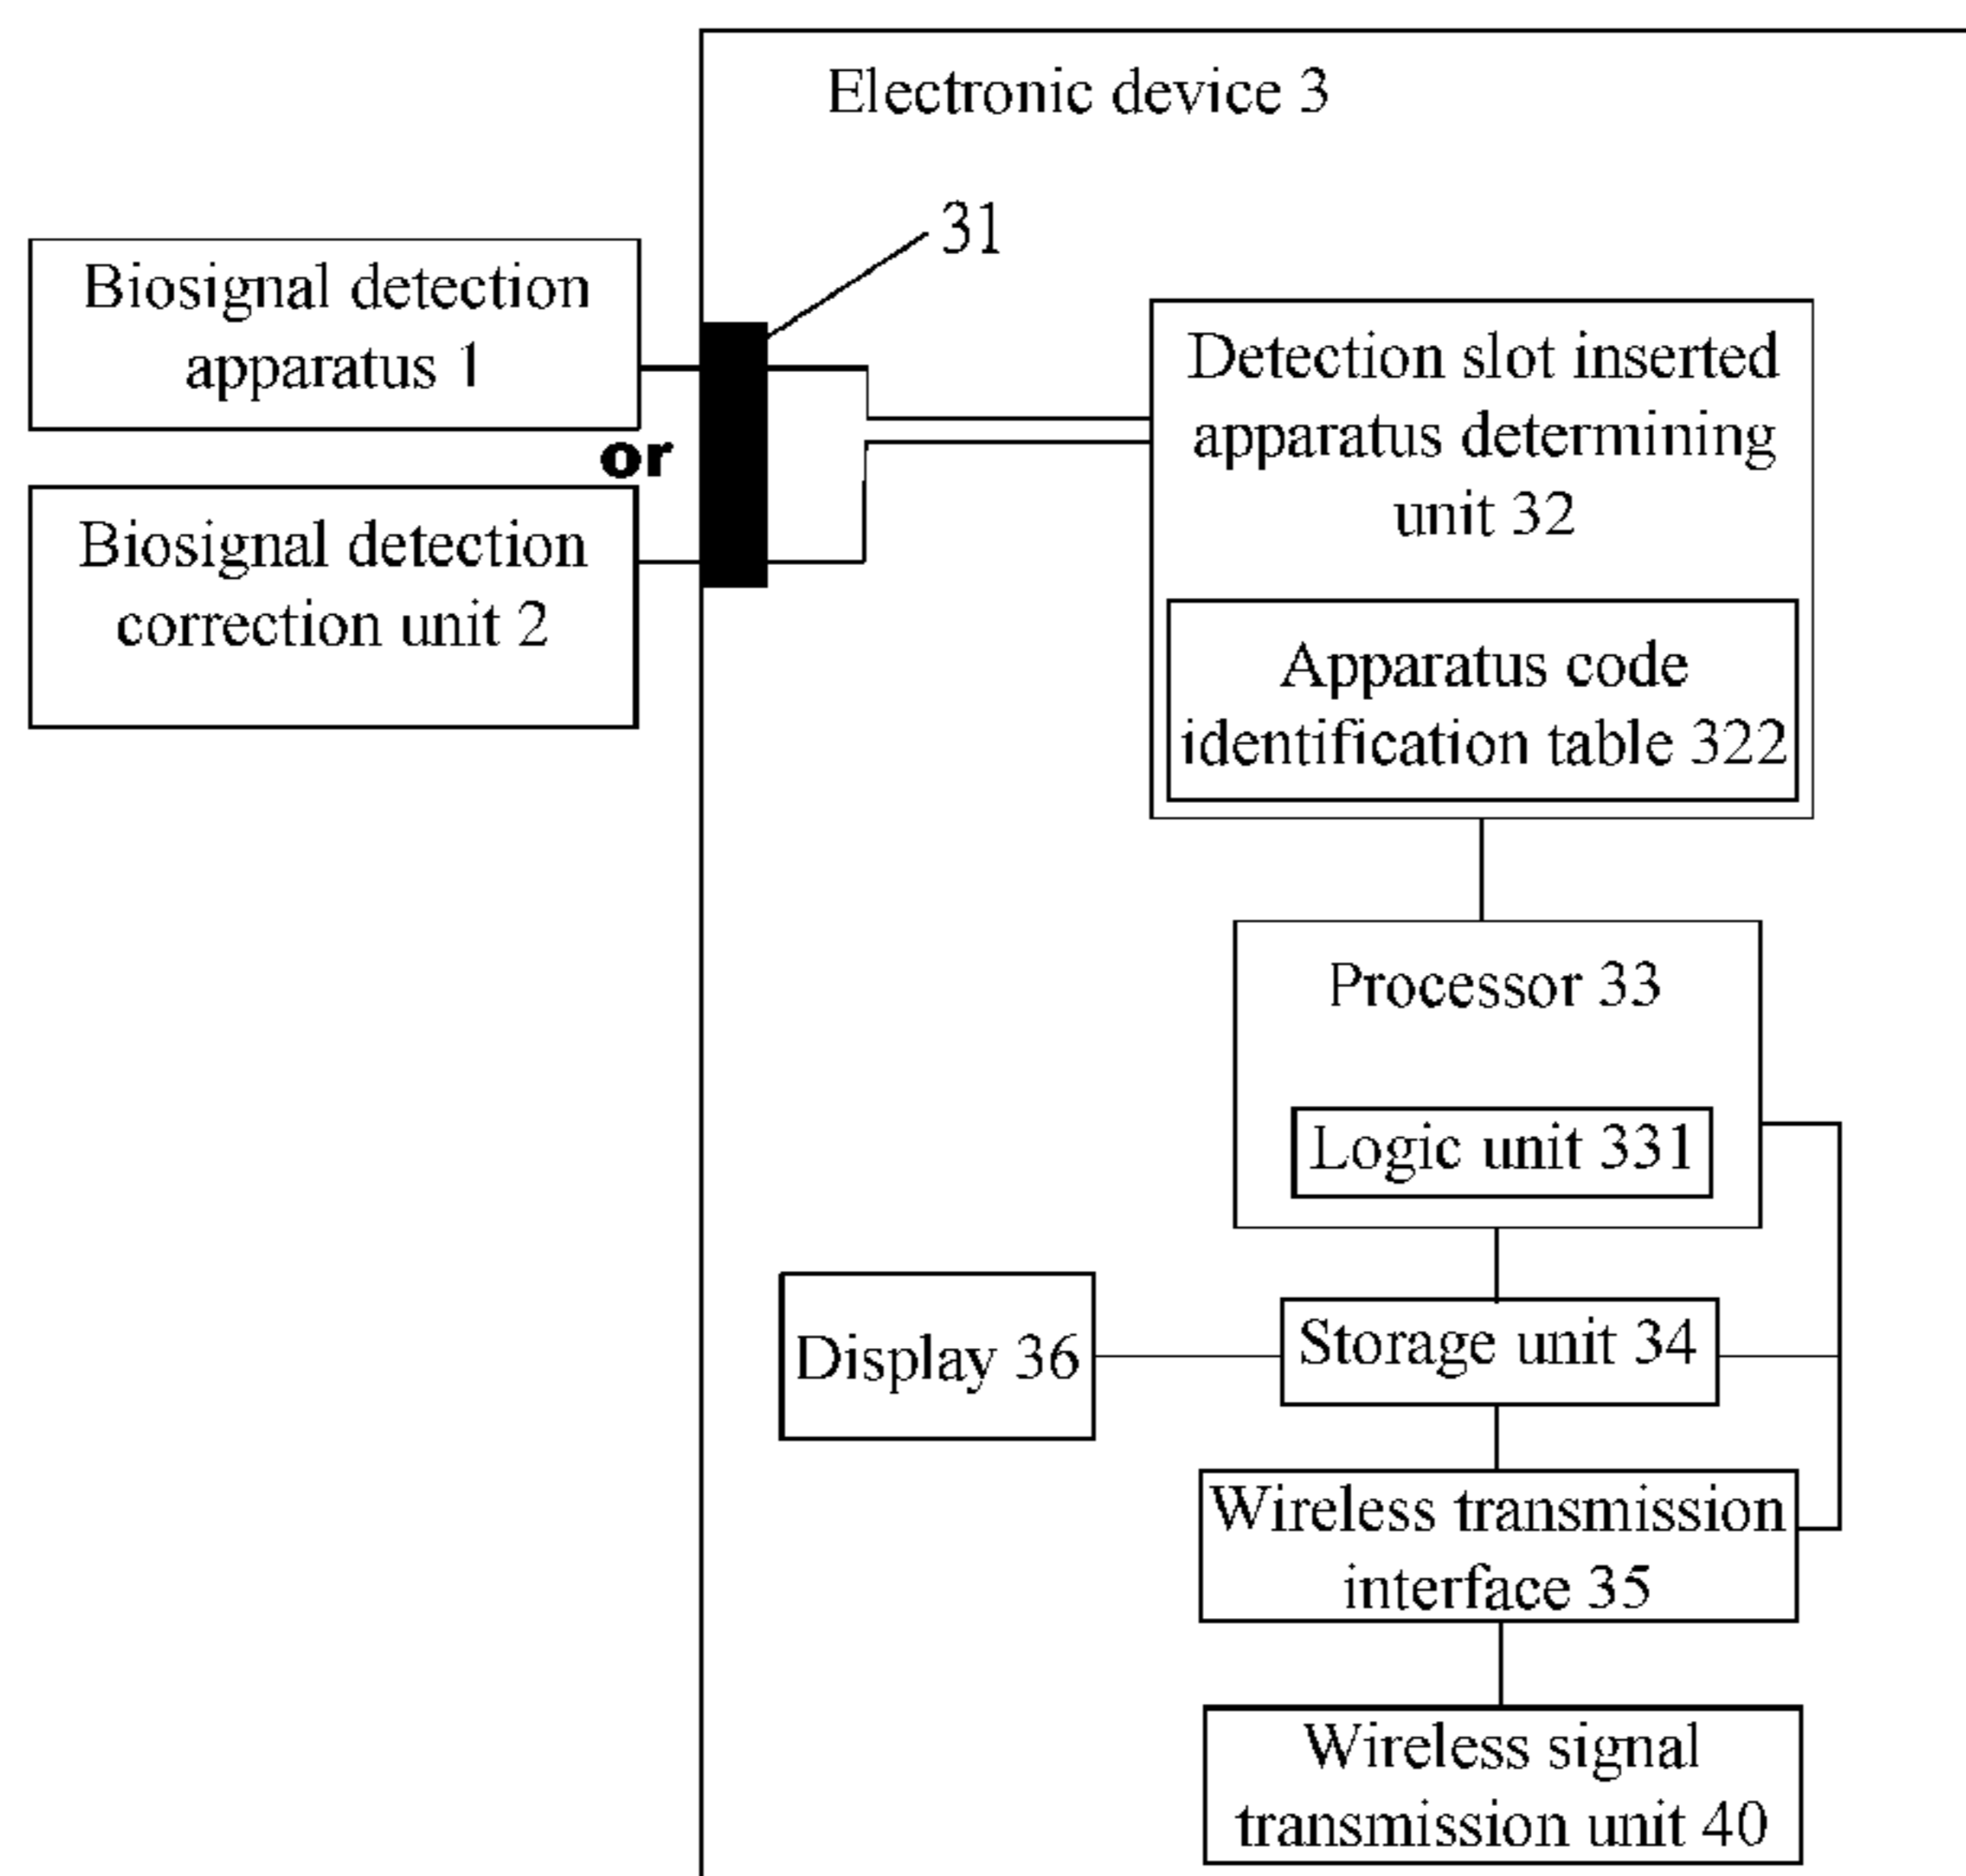 Electronic device 3
31
Biosignal detection
apparatus 1
or
Biosignal detection
correction unit 2
Detection slot inserted
apparatus determining
unit 32
Apparatus code
identification table 322
Processor 33
Logic unit 331
Display 36
Storage unit 34
Wireless transmission
interface 35
Wireless signal
transmission unit 40